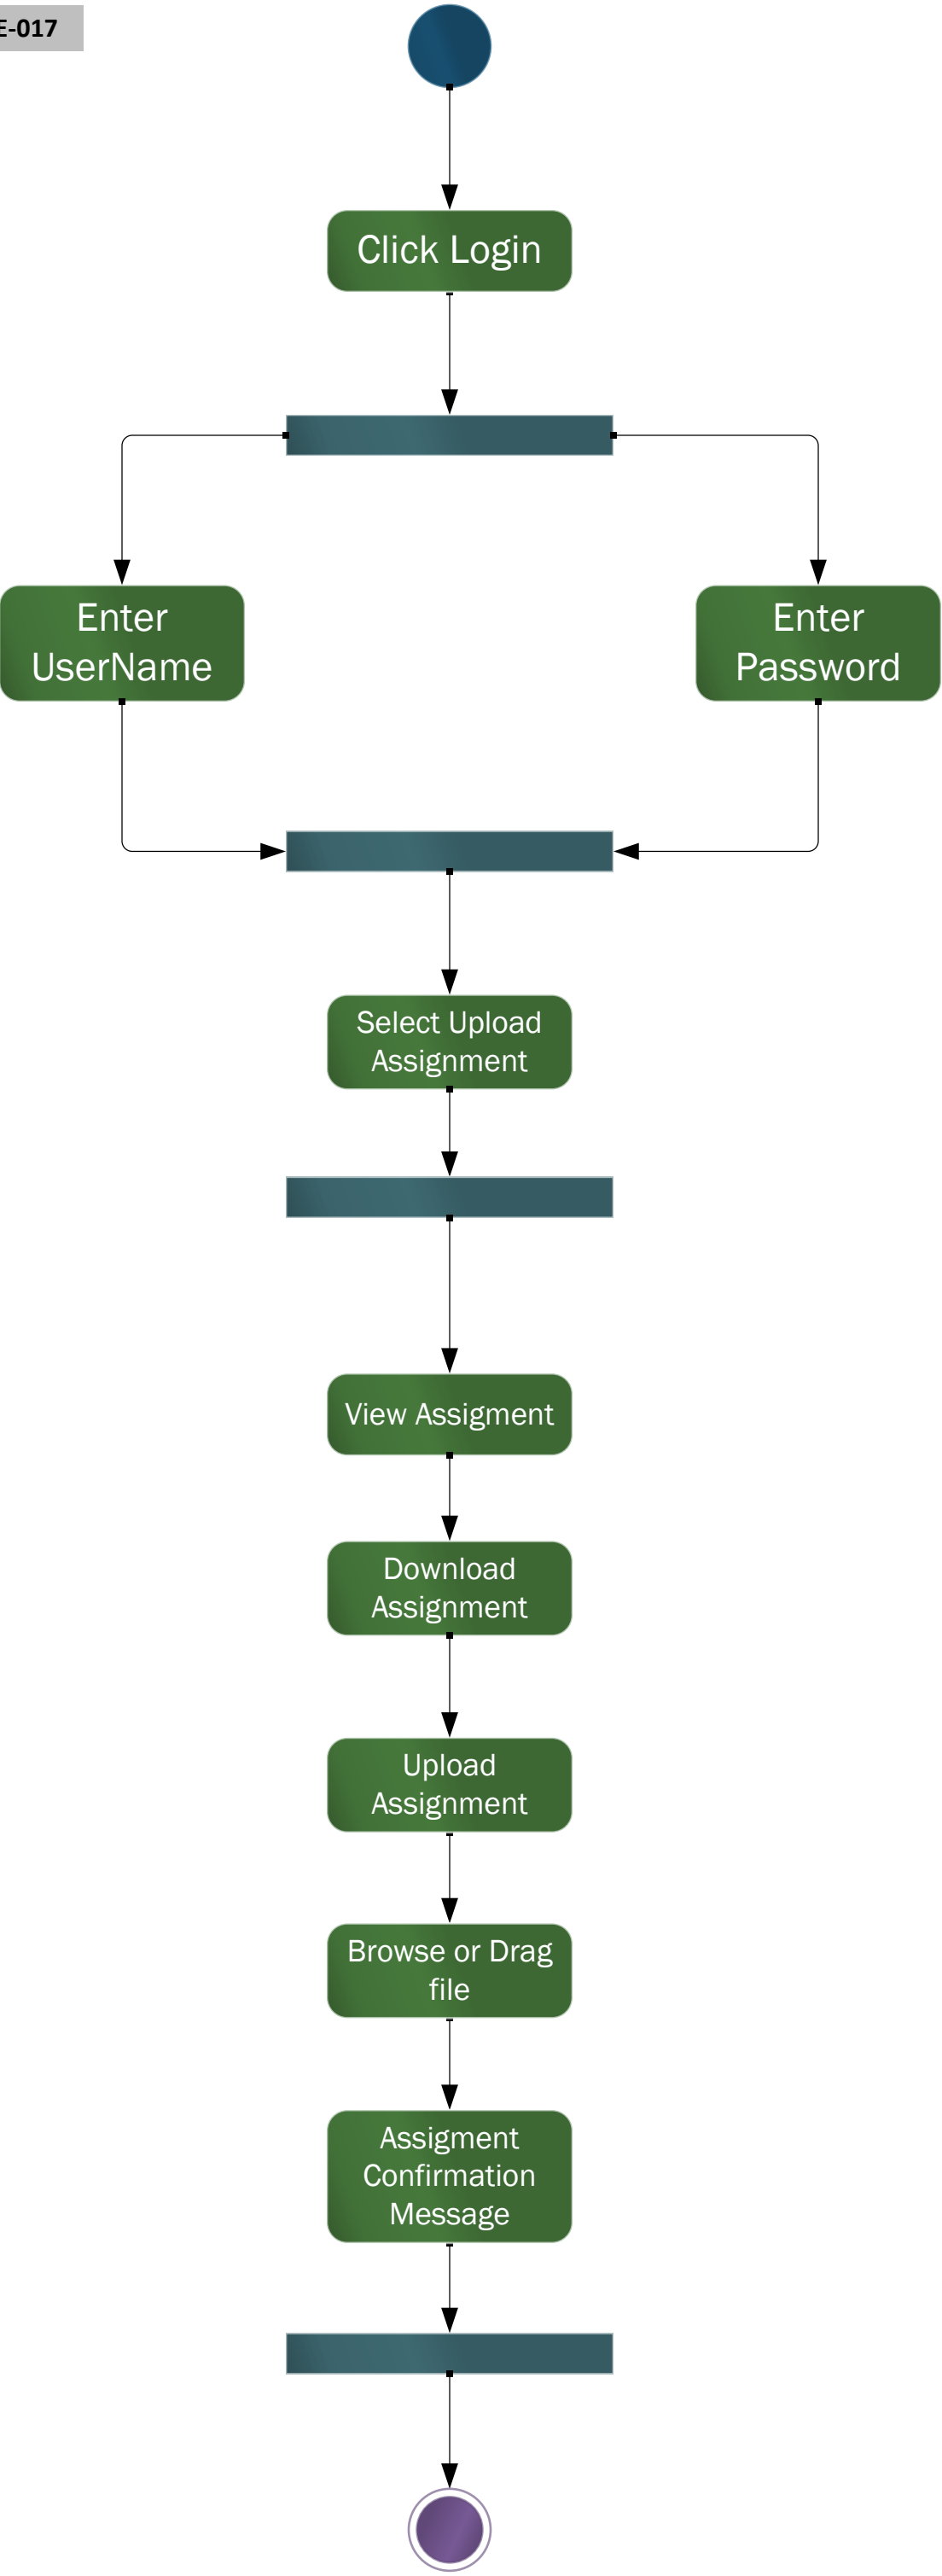 E-017
Click Login
Enter
UserName
Enter
Password
Select Upload
Assignment
View Assigment
Download
Assignment
Upload
Assignment
Browse or Drag
file
Assigment
Confirmation
Message